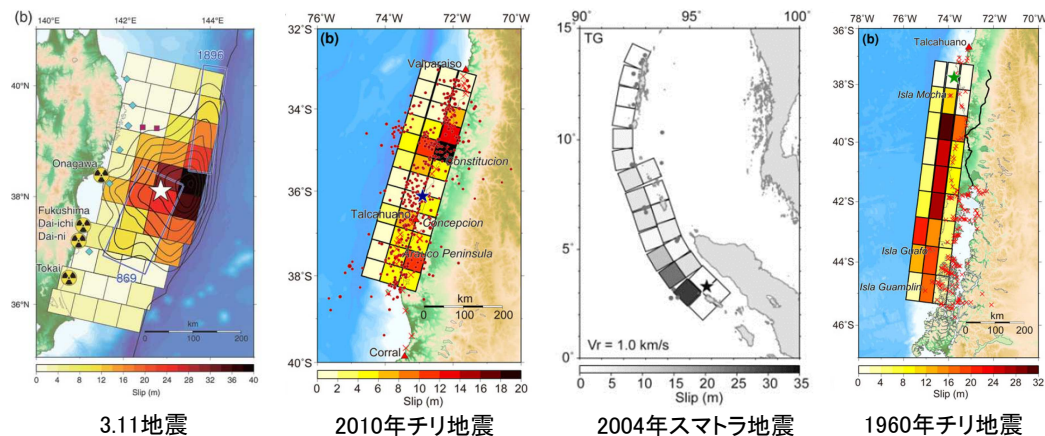 (b)
140°E 142°E 144°E
1896
40°N
Onagawa
38°N
Fukushima
Dai-ichi
Dai-ni
Tokai
869
36°N
km
0 100 200
0 4 8 12 16 20 24 28 32 36 40
Slip (m)
3.11地震
76°W 74°W 72°W 70°W
32°S
(b)
Valparaiso
34°S
Constitucion
36°S
Talcahuano
Concepcion
Arauco Peninsula
38°S
km
0 100 200
40°S
Corral
0 2 4 6 8 10 12 14 16 18 20
Slip (m)
2010年チリ地震
90° 95° 100°
15°
TG
10°
5°
Vr = 1.0 km/s
0°
0 5 10 15 20 25 30 35
Slip (m)
2004年スマトラ地震
76°W 74°W 72°W
36°S
Talcahuano
(b)
38°S
Isla Mocha
40°S
42°S
Isla Guafo
44°S
Isla Guamblin
46°S
km
0 100 200
0 4 8 12 16 20 24 28 32
Slip (m)
1960年チリ地震